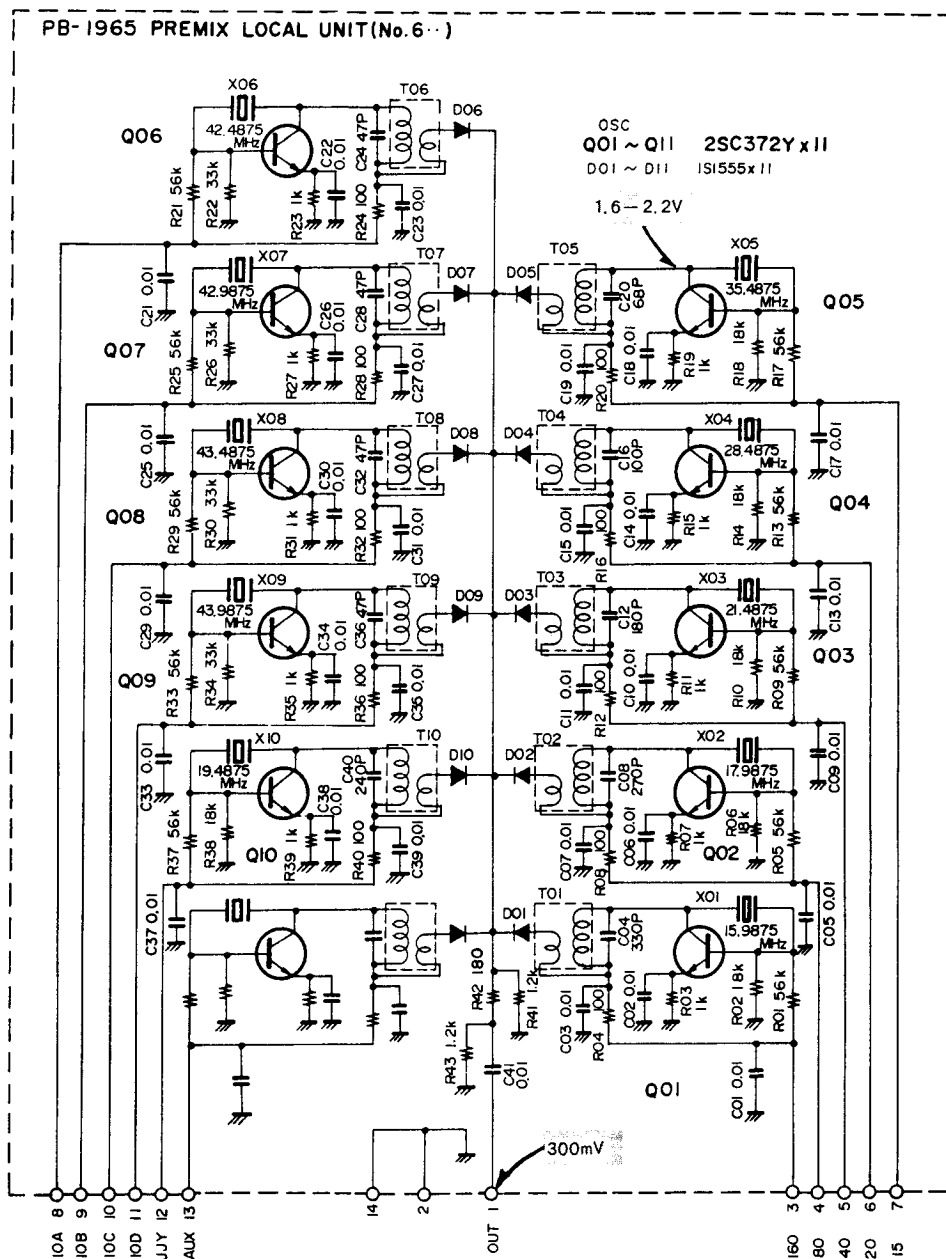 PB-1965 PREMIX LOCAL UNIT(No.6··)
X06
T06
D06
Q06
42.4875
MHz
C22
0.01
C24 47P
OSC
Q01 ~ Q11 2SC372Y x 11
D01 ~ D11 1S1555 x 11
1.6-2.2V
R21 56k
R22 33k
R23 1k
R24 100
C23 0.01
X07
T07
D07
D05
T05
X05
C21 0.01
42.9875
MHz
C26
0.01
C28 47P
C20
68P
35.4875
MHz
Q05
Q07
R25 56k
R26 33k
R27 1k
R28 100
C27 0.01
C19 0.01
R20 100
C18 0.01
R19 1k
R18 18k
R17 56k
X08
T08
D08
D04
T04
X04
C25 0.01
43.4875
MHz
C30
0.01
C32 47P
C16
100P
28.4875
MHz
C17 0.01
Q08
Q04
R29 56k
R30 33k
R31 1k
R32 100
C31 0.01
C15 0.01
R16 100
C14 0.01
R15 1k
R14 18k
R13 56k
X09
T09
D09
D03
T03
X03
C29 0.01
43.9875
MHz
C34
0.01
C36 47P
C12
180P
21.4875
MHz
C13 0.01
Q09
Q03
R33 56k
R34 33k
R35 1k
R36 100
C35 0.01
C11 0.01
R12 100
C10 0.01
R11 1k
R10 18k
R09 56k
X10
T10
D10
D02
T02
X02
C33 0.01
19.4875
MHz
C38
0.01
C40
240P
C08
270P
17.9875
MHz
C09 0.01
R37 56k
R38 18k
Q10
R39 1k
R40 100
C39 0.01
C07 0.01
R08 100
C06 0.01
R07 1k
Q02
R06 18k
R05 56k
C37 0.01
D01
T01
X01
C04
330P
15.9875
MHz
C05 0.01
R42 180
R41 1.2k
C03 0.01
R04 100
C02 0.01
R03 1k
R02 18k
R01 56k
R43 1.2k
C41
0.01
Q01
C01 0.01
300mV
10A 8
10B 9
10C 10
10D 11
JJY 12
AUX 13
14
2
OUT 1
160 3
80 4
40 5
20 6
15 7